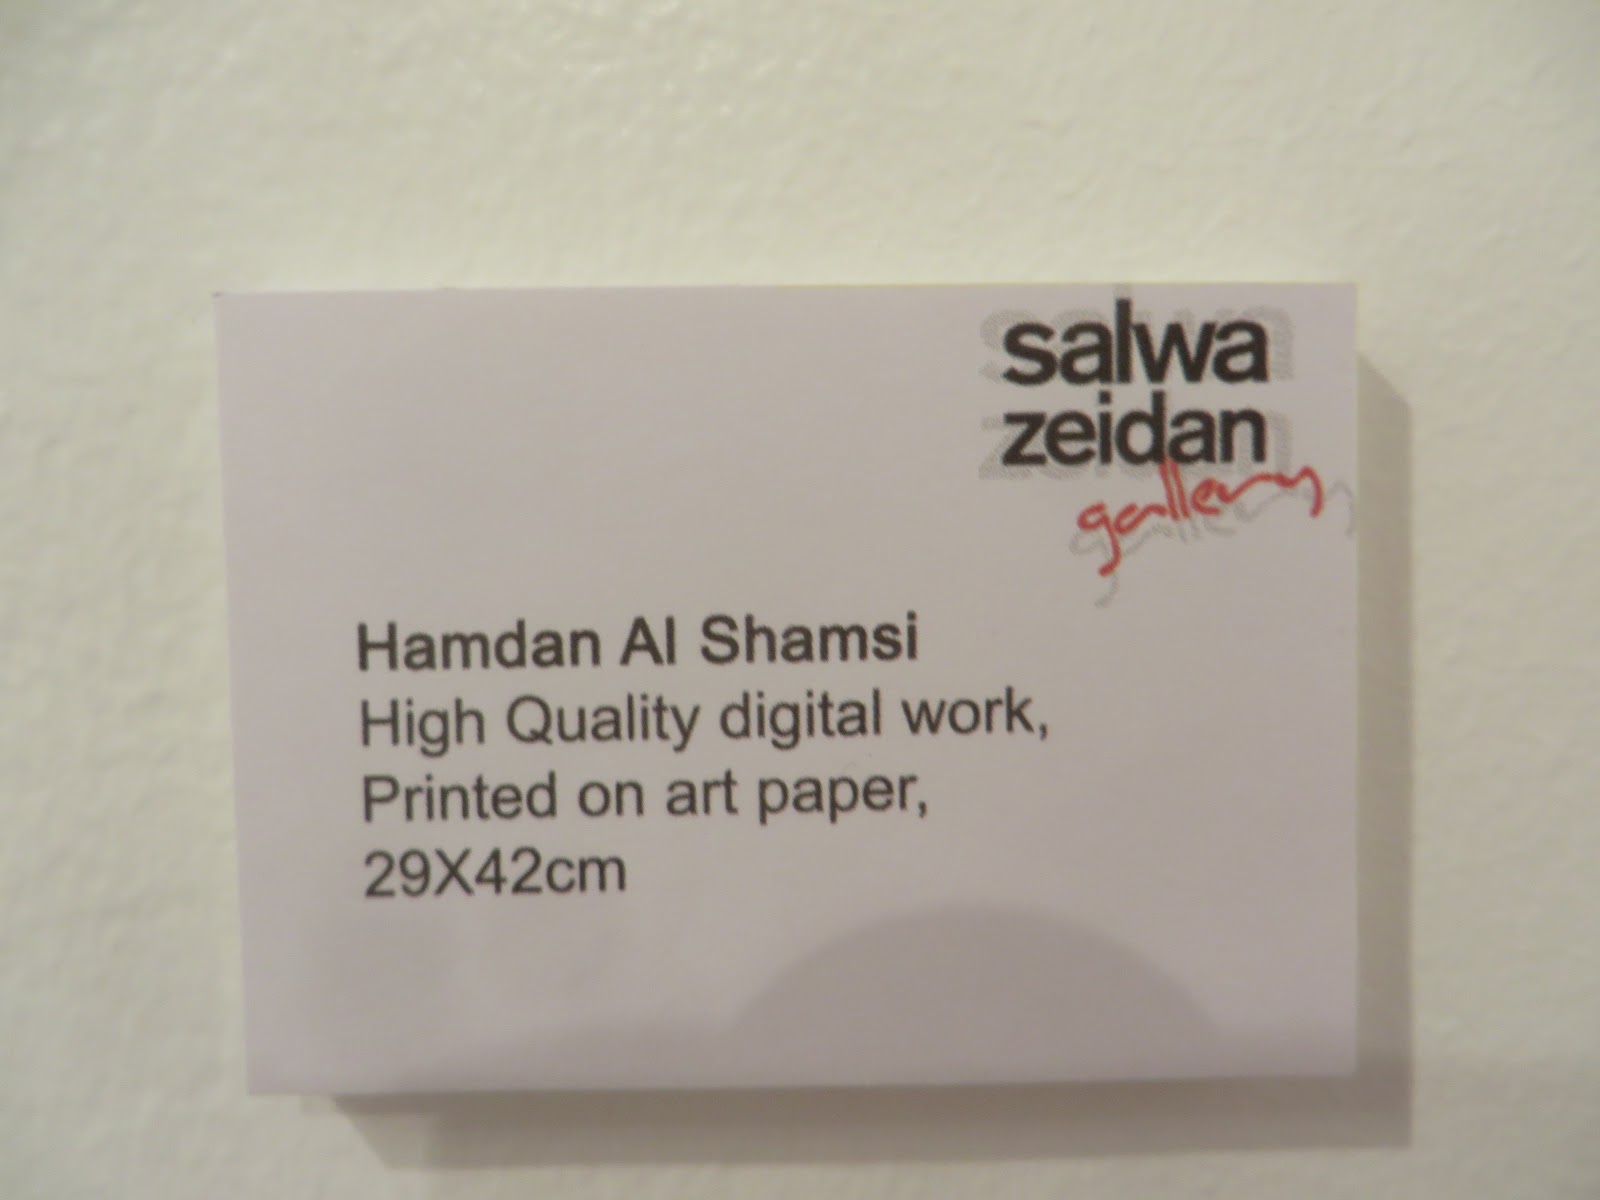 salwa
zeidan
gallery
Hamdan Al Shamsi
High Quality digital work,
Printed on art paper,
29X42cm